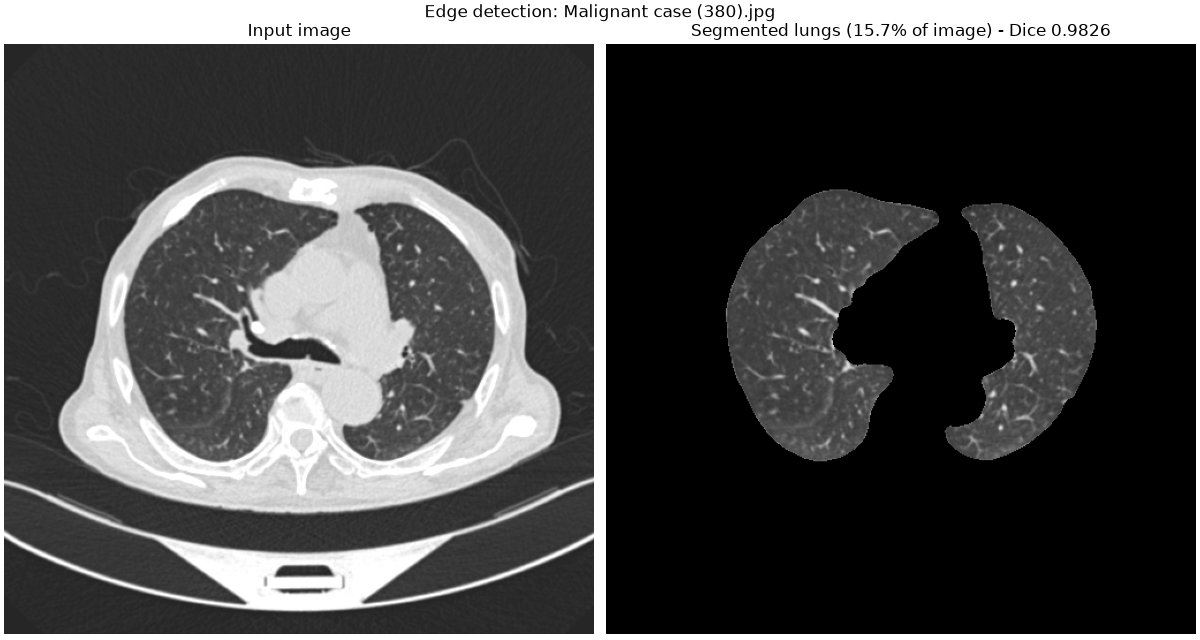 Edge detection: Malignant case (380).jpg
Input image
Segmented lungs (15.7% of image) - Dice 0.9826